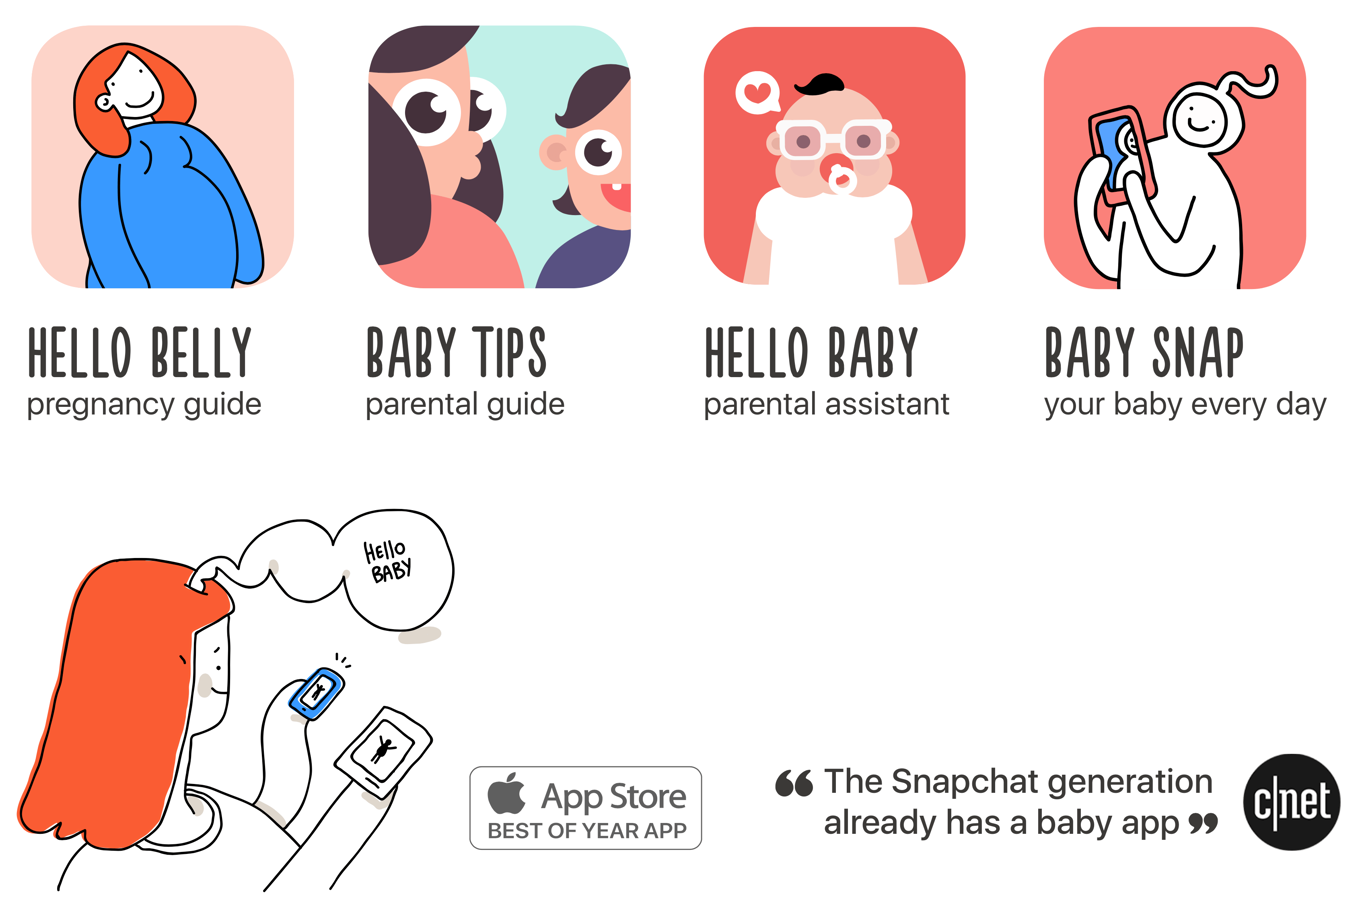 HELLO BELLY
pregnancy guide
BABY TIPS
parental guide
HELLO BABY
parental assistant
BABY SNAP
your baby every day
Hello
BABY
App Store
BEST OF YEAR APP
“The Snapchat generation
already has a baby app”
c|net